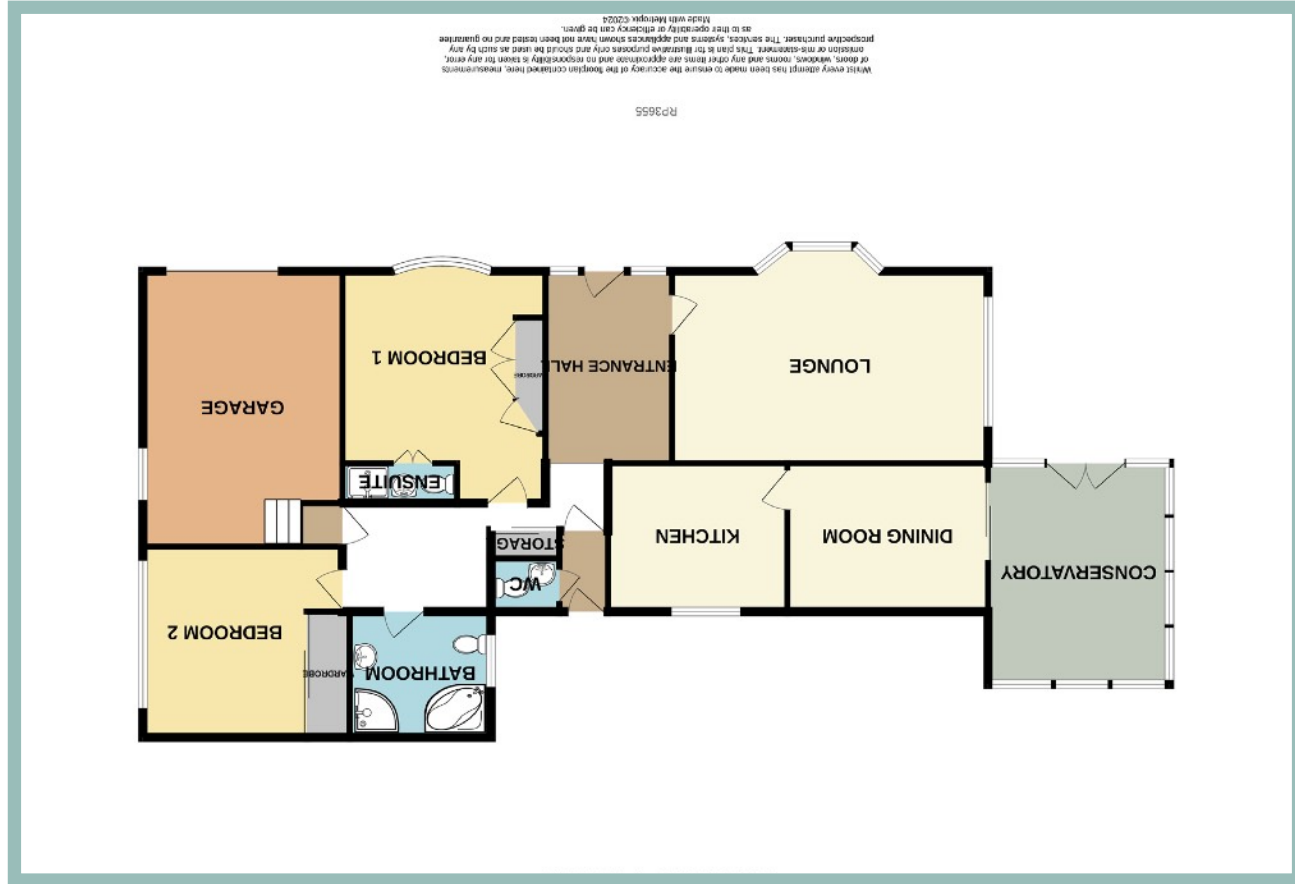 BATHROOM
WARDROBE
BEDROOM 2
WC
CONSERVATORY
STORAG
DINING ROOM
KITCHEN
ENSUITE
GARAGE
WARDROBE
LOUNGE
ENTRANCE HALL
BEDROOM 1
RP3655
Whilst every attempt has been made to ensure the accuracy of the floorplan contained here, measurements
of doors, windows, rooms and any other items are approximate and no responsibility is taken for any error,
omission or mis-statement. This plan is for illustrative purposes only and should be used as such by any
prospective purchaser. The services, systems and appliances shown have not been tested and no guarantee
as to their operability or efficiency can be given.
Made with Metropix ©2024